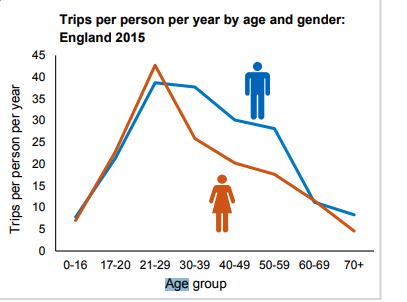 Trips per person per year by age and gender:
England 2015
Trips per person per year
45
40
35
30
25
20
15
10
5
0
0-16 17-20 21-29 30-39 40-49 50-59 60-69 70+
Age group